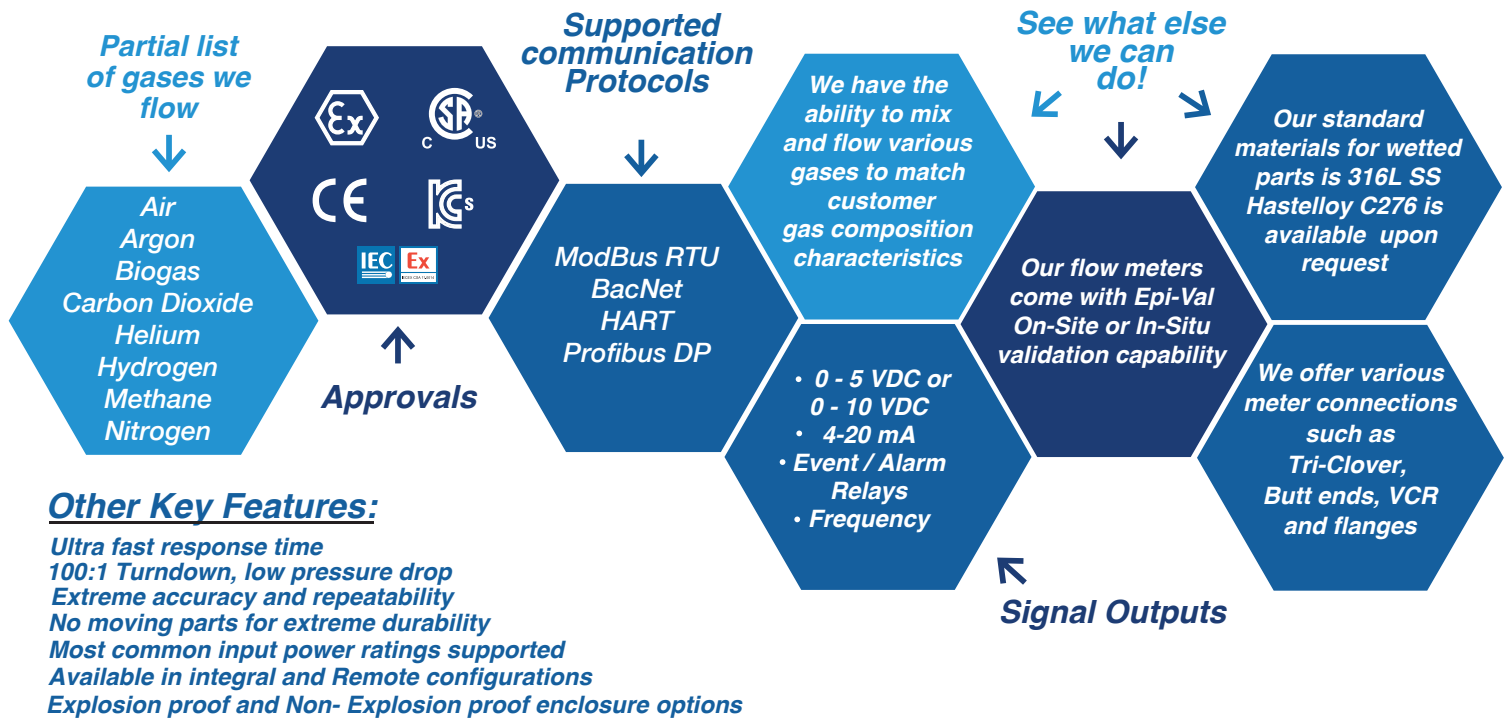 Partial list
of gases we
flow
Air
Argon
Biogas
Carbon Dioxide
Helium
Hydrogen
Methane
Nitrogen
Ex
CSA ®
C US
CE
KCs
IEC Ex
Approvals
Supported
communication
Protocols
ModBus RTU
BacNet
HART
Profibus DP
See what else
we can
do!
We have the
ability to mix
and flow various
gases to match
customer
gas composition
characteristics
Our flow meters
come with Epi-Val
On-Site or In-Situ
validation capability
Our standard
materials for wetted
parts is 316L SS
Hastelloy C276 is
available upon
request
• 0 - 5 VDC or
0 - 10 VDC
• 4-20 mA
• Event / Alarm
Relays
• Frequency
Signal Outputs
We offer various
meter connections
such as
Tri-Clover,
Butt ends, VCR
and flanges
Other Key Features:
Ultra fast response time
100:1 Turndown, low pressure drop
Extreme accuracy and repeatability
No moving parts for extreme durability
Most common input power ratings supported
Available in integral and Remote configurations
Explosion proof and Non- Explosion proof enclosure options